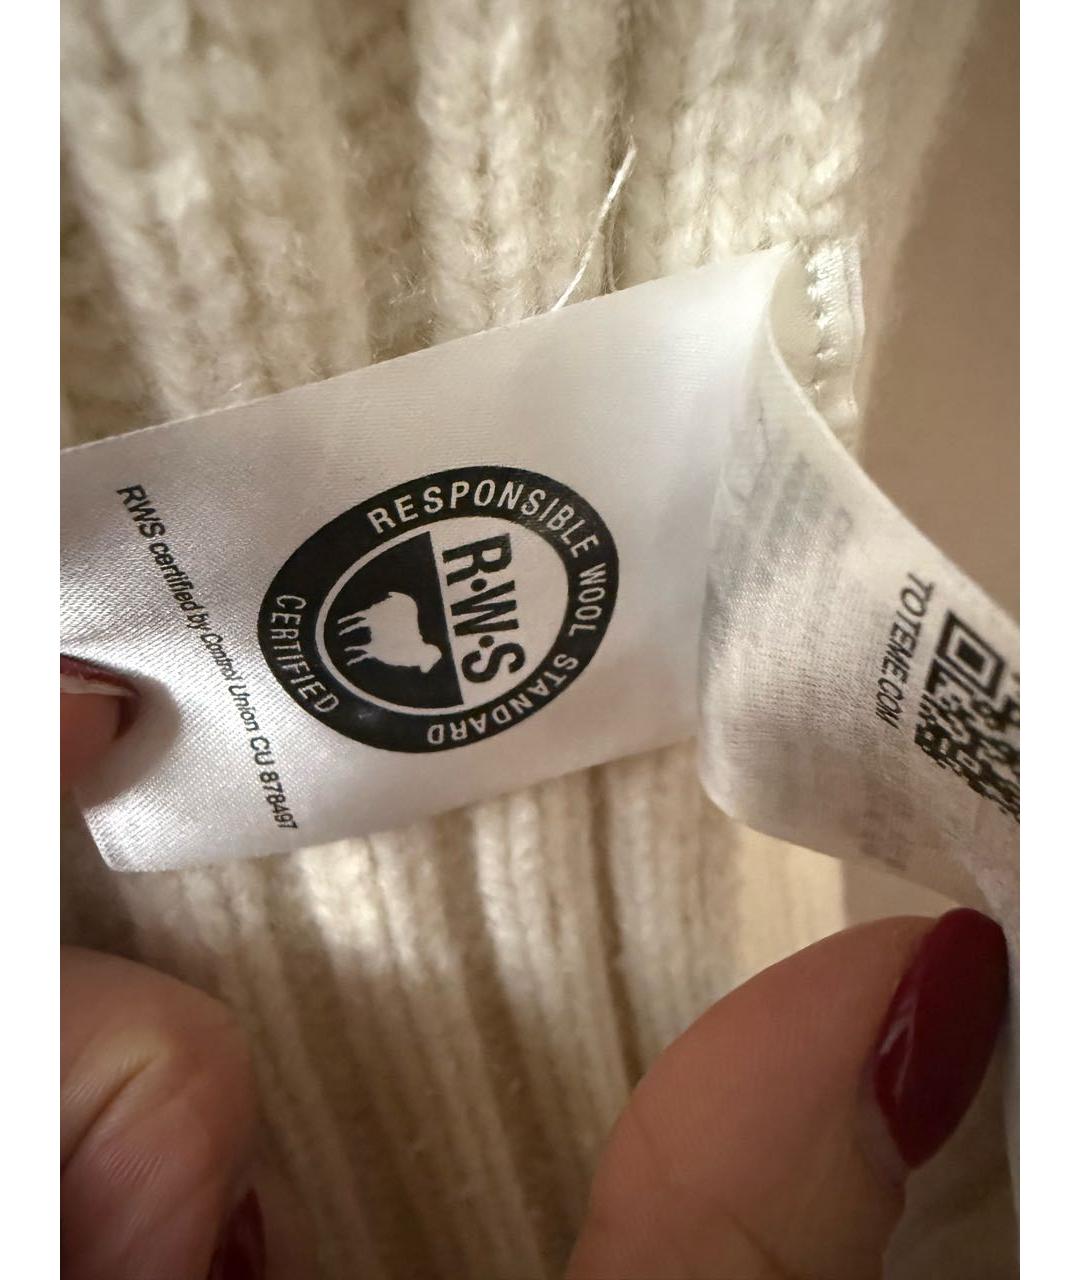 RESPONSIBLE WOOL STANDARD
R·W·S
CERTIFIED
RWS certified by Control Union CU 878497
TOTEME.COM